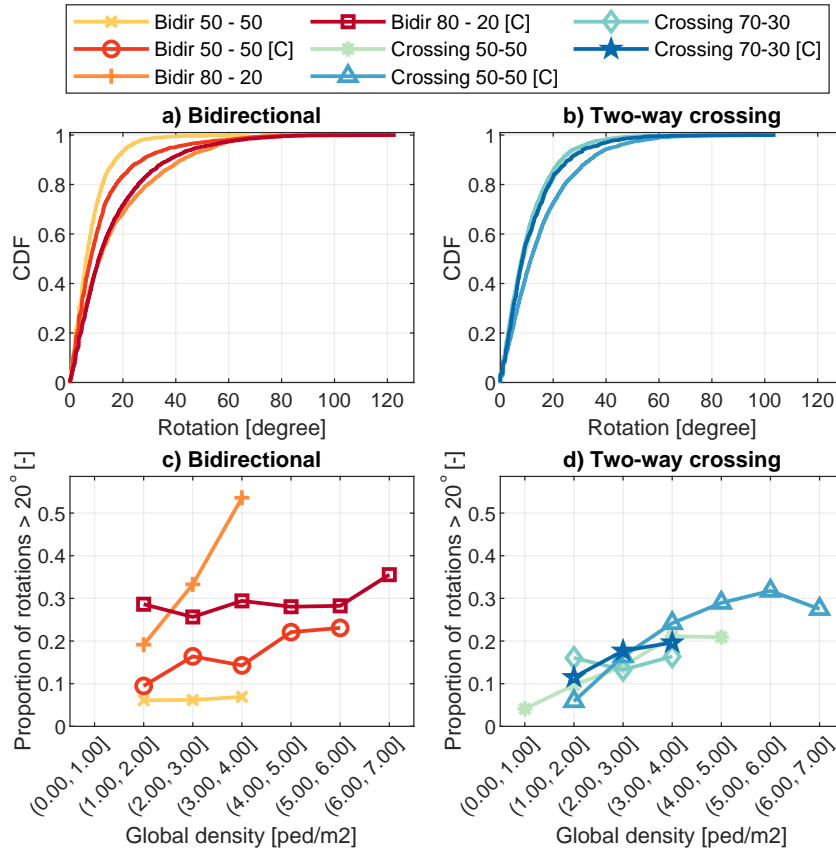 Bidir 50 - 50
Bidir 50 - 50 [C]
Bidir 80 - 20
Bidir 80 - 20 [C]
Crossing 50-50
Crossing 50-50 [C]
Crossing 70-30
Crossing 70-30 [C]
a) Bidirectional
CDF
1
0.8
0.6
0.4
0.2
0
0 20 40 60 80 100 120
Rotation [degree]
b) Two-way crossing
CDF
1
0.8
0.6
0.4
0.2
0
0 20 40 60 80 100 120
Rotation [degree]
c) Bidirectional
Proportion of rotations > 20° [-]
0.5
0.4
0.3
0.2
0.1
0
(0.00, 1.00]
(1.00, 2.00]
(2.00, 3.00]
(3.00, 4.00]
(4.00, 5.00]
(5.00, 6.00]
(6.00, 7.00]
Global density [ped/m2]
d) Two-way crossing
Proportion of rotations > 20° [-]
0.5
0.4
0.3
0.2
0.1
0
(0.00, 1.00]
(1.00, 2.00]
(2.00, 3.00]
(3.00, 4.00]
(4.00, 5.00]
(5.00, 6.00]
(6.00, 7.00]
Global density [ped/m2]